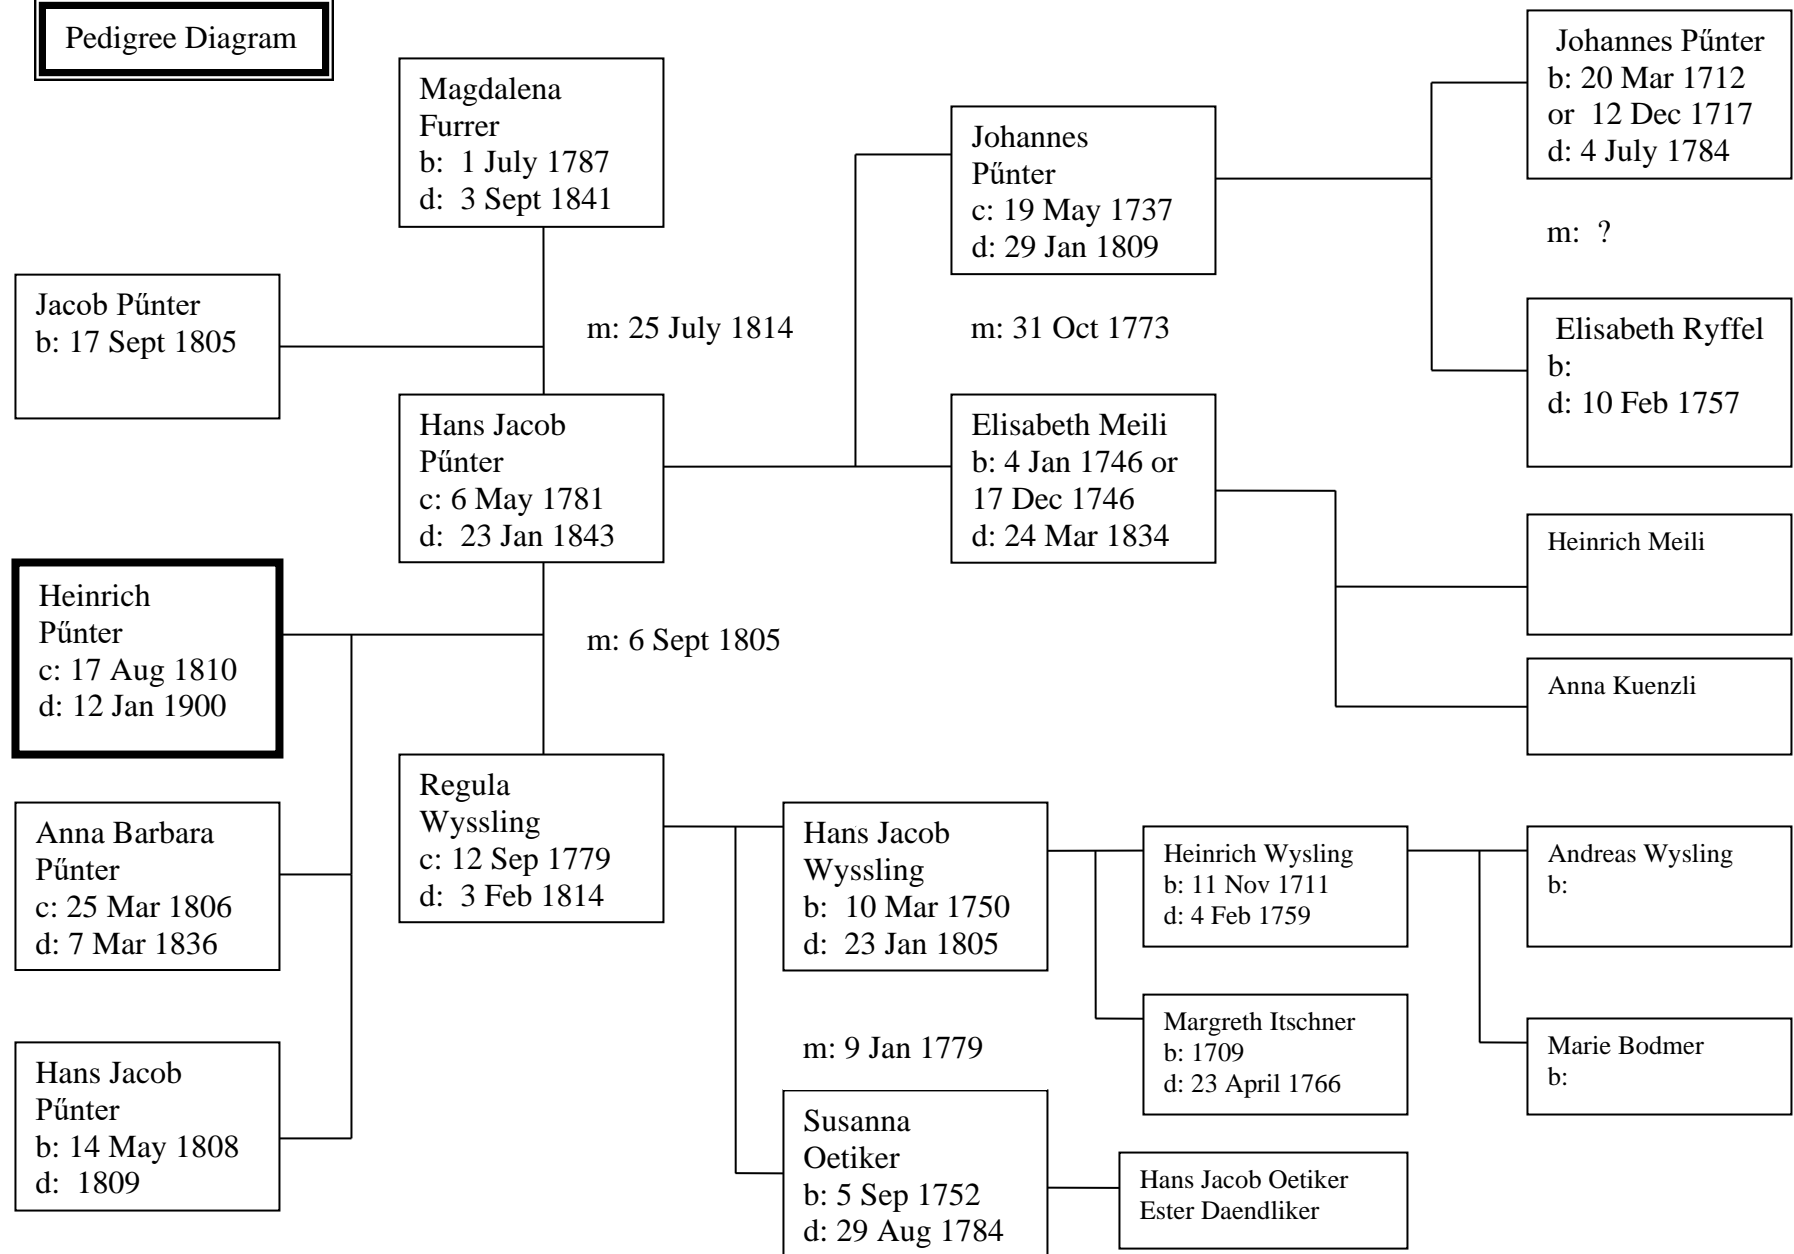 Pedigree Diagram
Magdalena
Furrer
b:  1 July 1787
d:  3 Sept 1841
Jacob Pűnter
b: 17 Sept 1805
m: 25 July 1814
Hans Jacob
Pűnter
c: 6 May 1781
d:  23 Jan 1843
Heinrich
Pűnter
c: 17 Aug 1810
d: 12 Jan 1900
m: 6 Sept 1805
Anna Barbara
Pűnter
c: 25 Mar 1806
d: 7 Mar 1836
Hans Jacob
Pűnter
b: 14 May 1808
d:  1809
Regula
Wyssling
c: 12 Sep 1779
d:  3 Feb 1814
Johannes
Pűnter
c: 19 May 1737
d: 29 Jan 1809
m: 31 Oct 1773
Elisabeth Meili
b: 4 Jan 1746 or
17 Dec 1746
d: 24 Mar 1834
Johannes Pűnter
b: 20 Mar 1712
or  12 Dec 1717
d: 4 July 1784
m:  ?
Elisabeth Ryffel
b:
d: 10 Feb 1757
Heinrich Meili
Anna Kuenzli
Hans Jacob
Wyssling
b:  10 Mar 1750
d:  23 Jan 1805
m: 9 Jan 1779
Susanna
Oetiker
b: 5 Sep 1752
d: 29 Aug 1784
Heinrich Wysling
b: 11 Nov 1711
d: 4 Feb 1759
Margreth Itschner
b: 1709
d: 23 April 1766
Hans Jacob Oetiker
Ester Daendliker
Andreas Wysling
b:
Marie Bodmer
b: